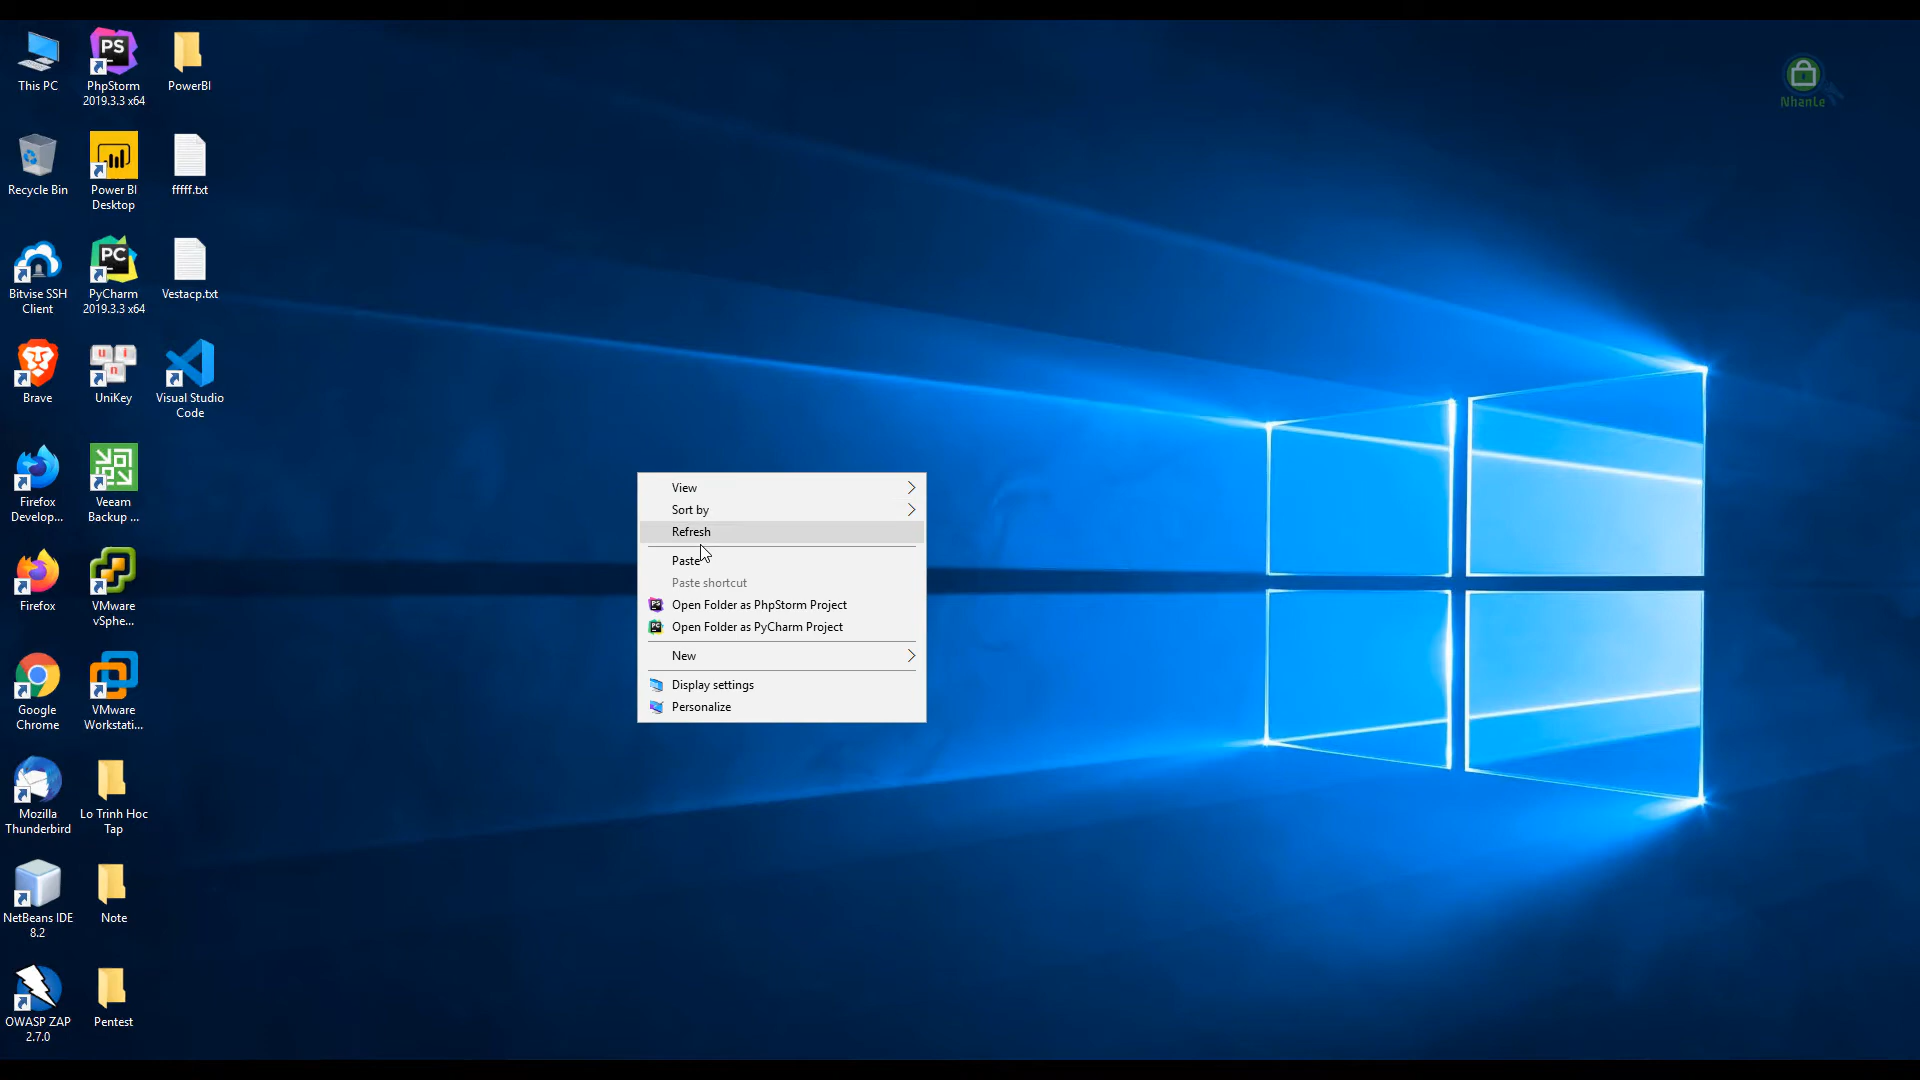 This PC
PhpStorm
2019.3.3 x64
PowerBI
Recycle Bin
Power BI
Desktop
fffff.txt
Bitvise SSH
Client
PyCharm
2019.3.3 x64
Vestacp.txt
Brave
UniKey
Visual Studio
Code
Firefox
Develop...
Veeam
Backup ...
Firefox
VMware
vSphe...
Google
Chrome
VMware
Workstati...
Mozilla
Thunderbird
Lo Trinh Hoc
Tap
NetBeans IDE
8.2
Note
OWASP ZAP
2.7.0
Pentest
View
Sort by
Refresh
Paste
Paste shortcut
Open Folder as PhpStorm Project
Open Folder as PyCharm Project
New
Display settings
Personalize
NhanLe